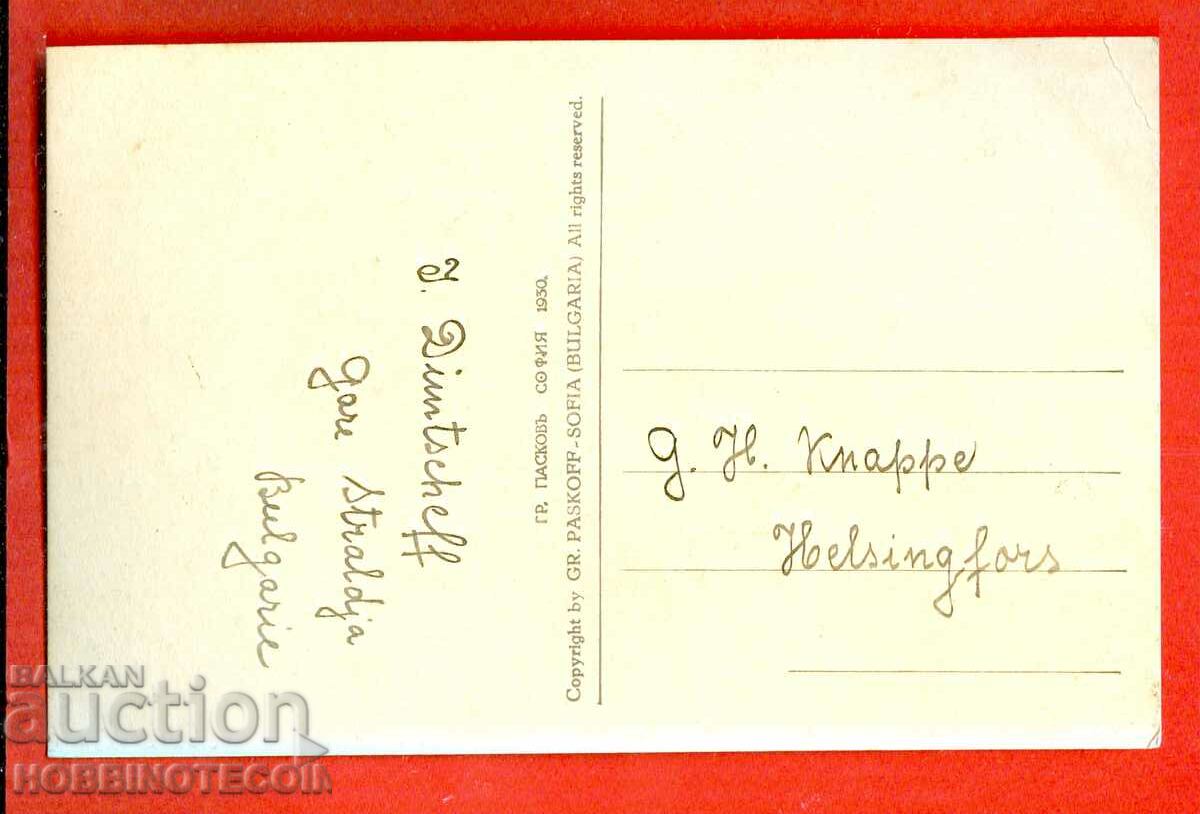 J. Dimtscheff
gare Straldja
Bulgarie
ГР. ПАСКОВЪ СОФИЯ 1930.
Copyright by GR. PASKOFF - SOFIA (BULGARIA) All rights reserved.
G. H. Knappe
Helsingfors
BALKAN
auction
HOBBINOTECOIN